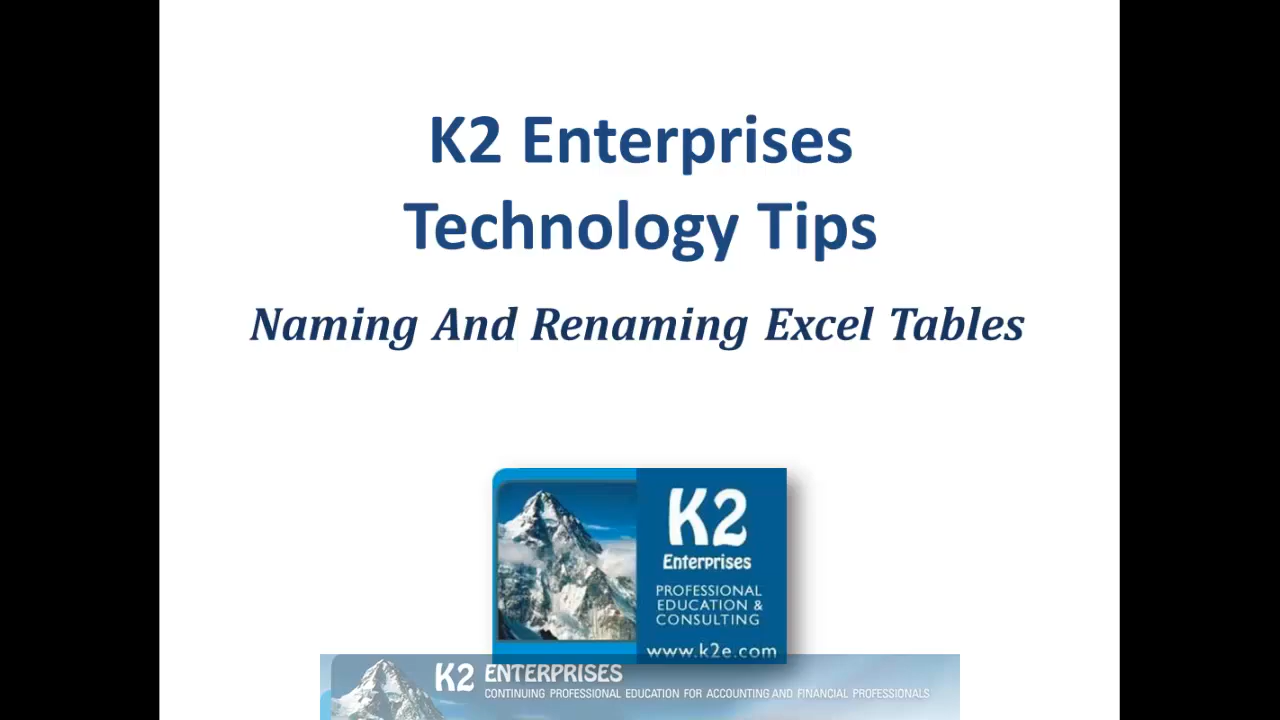 K2 Enterprises
Technology Tips
Naming And Renaming Excel Tables
K2
Enterprises
PROFESSIONAL
EDUCATION &
CONSULTING
www.k2e.com
K2 ENTERPRISES
CONTINUING PROFESSIONAL EDUCATION FOR ACCOUNTING AND FINANCIAL PROFESSIONALS